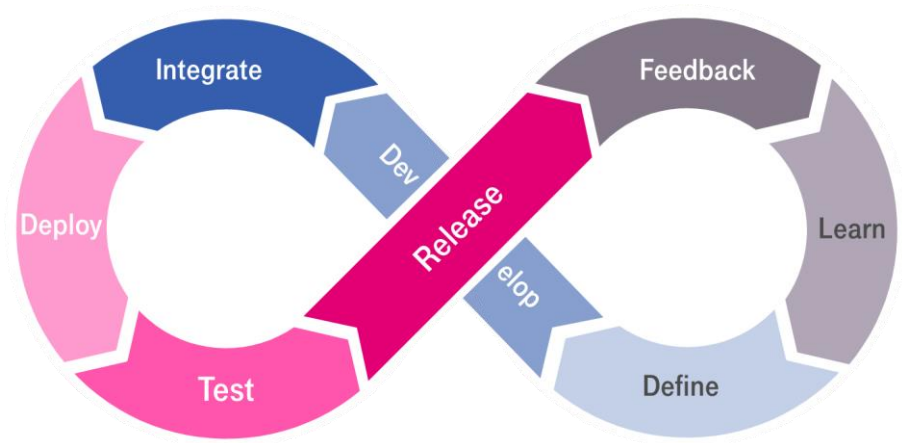 Integrate
Feedback
Dev
Release
Deploy
Learn
elop
Test
Define